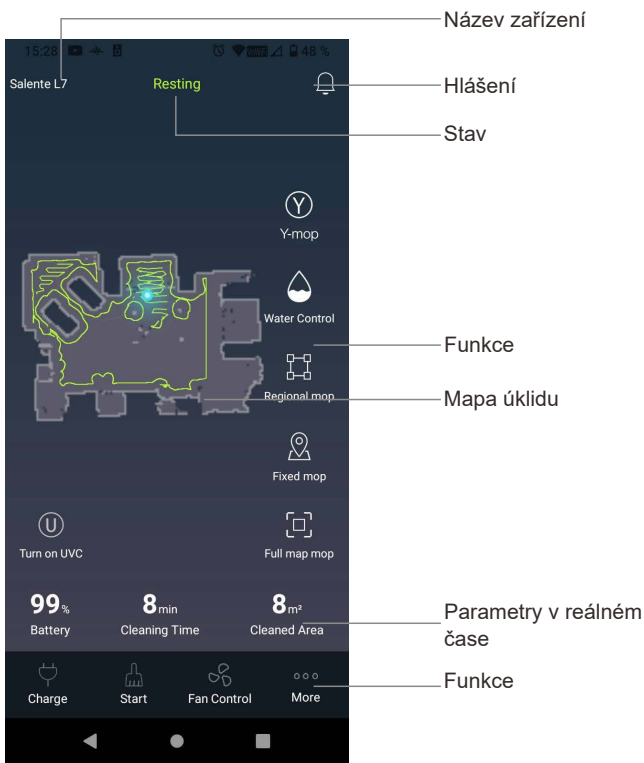 Název zařízení
15:28
48 %
Salente L7
Resting
Hlášení
Stav
Y-mop
Water Control
Funkce
Regional mop
Mapa úklidu
Fixed mop
Turn on UVC
Full map mop
99%
8min
8m²
Battery
Cleaning Time
Cleaned Area
Parametry v reálném
čase
Charge
Start
Fan Control
More
Funkce